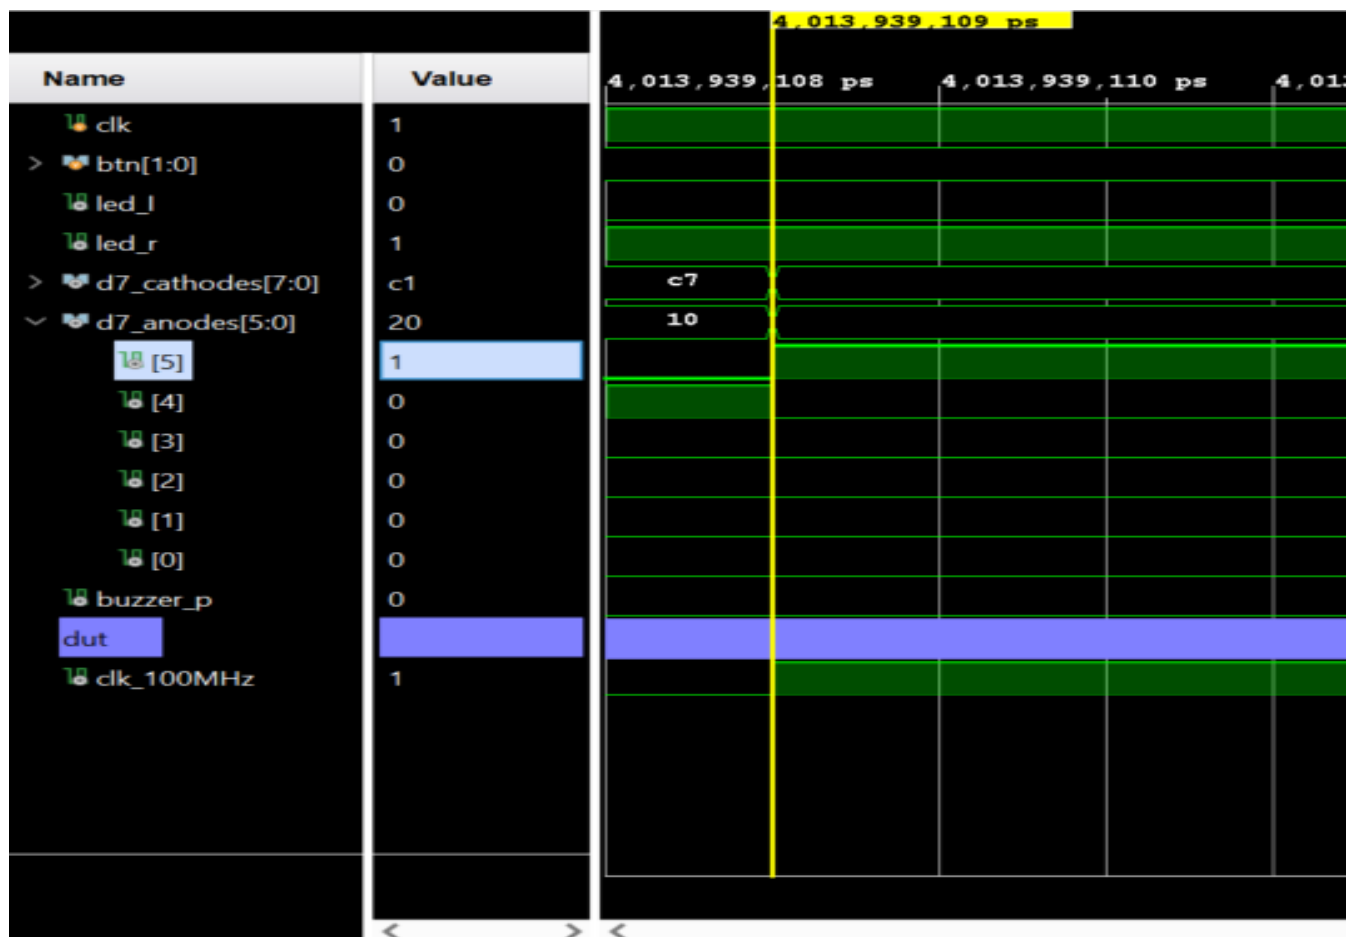 4,013,939,109 ps
Name Value 4,013,939,108 ps 4,013,939,110 ps 4,01
clk 1
btn[1:0] 0
led_l 0
led_r 1
d7_cathodes[7:0] c1 c7
d7_anodes[5:0] 20 10
[5] 1
[4] 0
[3] 0
[2] 0
[1] 0
[0] 0
buzzer_p 0
dut
clk_100MHz 1